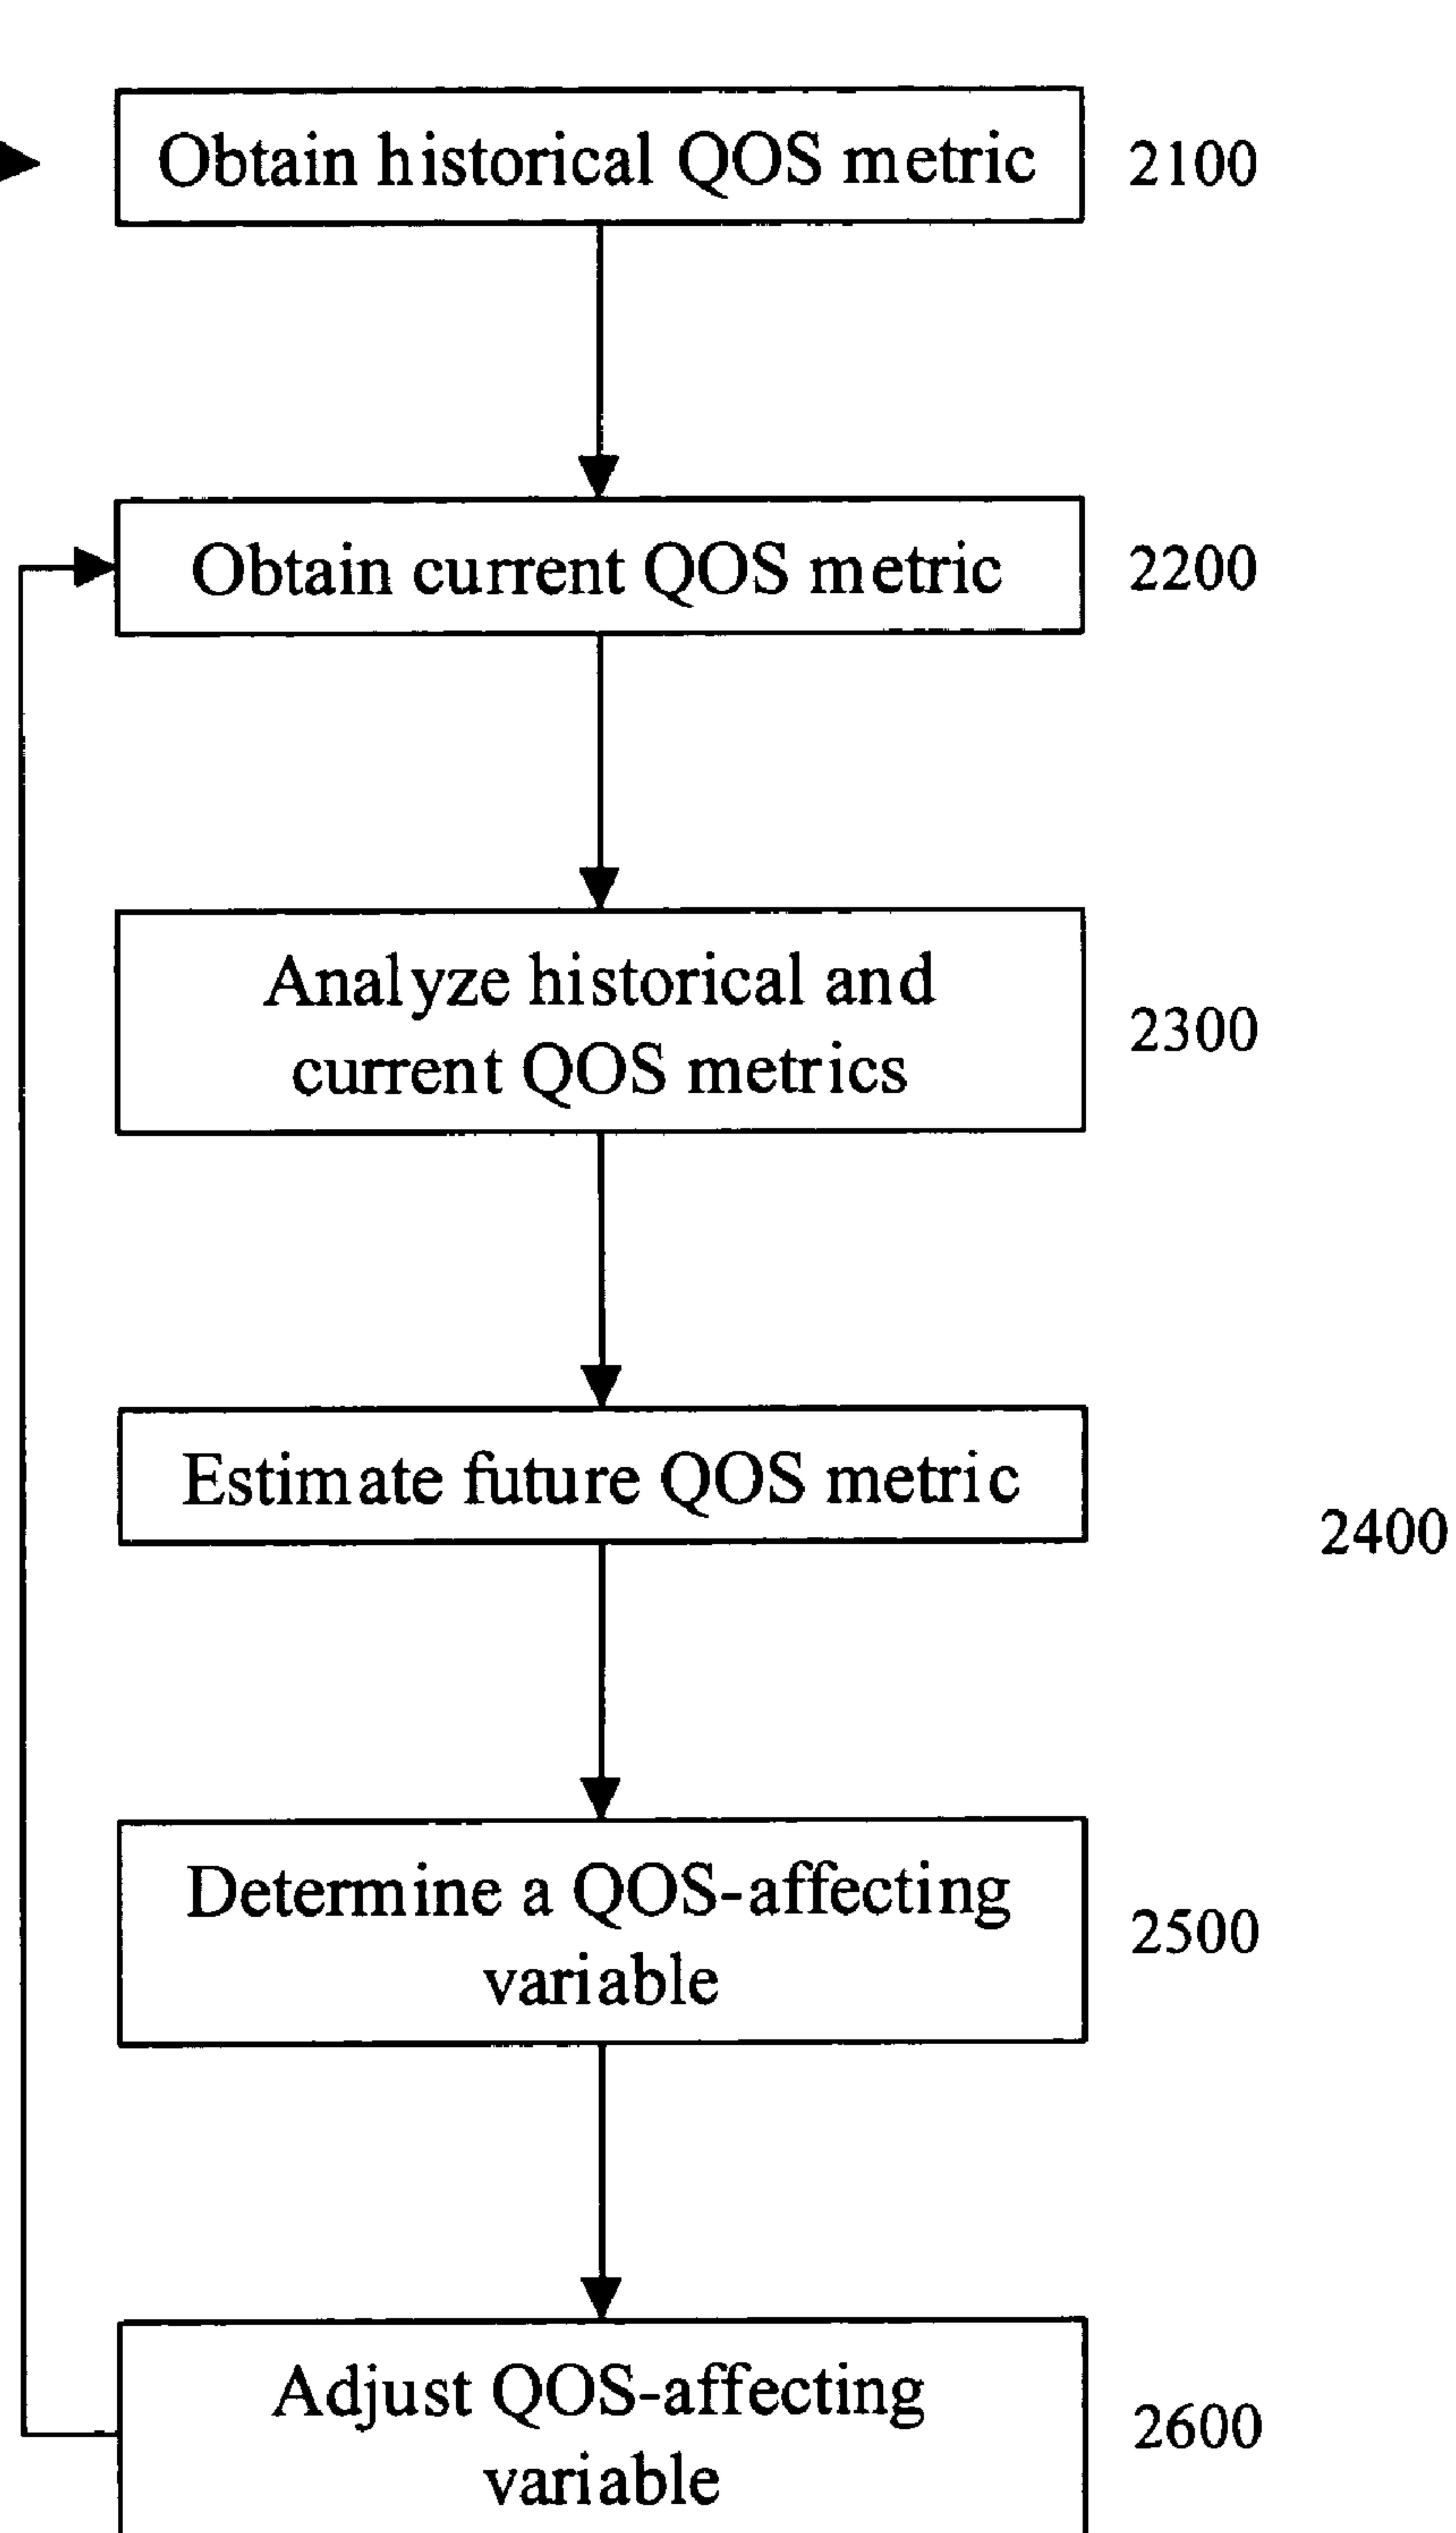 Obtain historical QOS metric 2100
Obtain current QOS metric 2200
Analyze historical and
current QOS metrics
2300
Estimate future QOS metric
2400
Determine a QOS-affecting
variable
2500
Adjust QOS-affecting
variable
2600